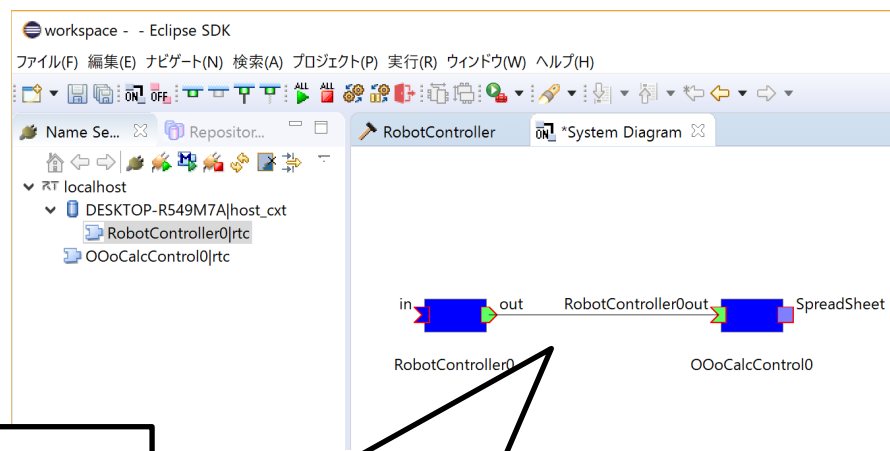 workspace -  - Eclipse SDK
ファイル(F) 編集(E) ナビゲート(N) 検索(A) プロジェクト(P) 実行(R) ウィンドウ(W) ヘルプ(H)
ON OFF ALL ALL
Name Se... Repositor...
RobotController ON *System Diagram
RT localhost
DESKTOP-R549M7A|host_cxt
RobotController0|rtc
OOoCalcControl0|rtc
in out RobotController0out SpreadSheet
RobotController0 OOoCalcControl0